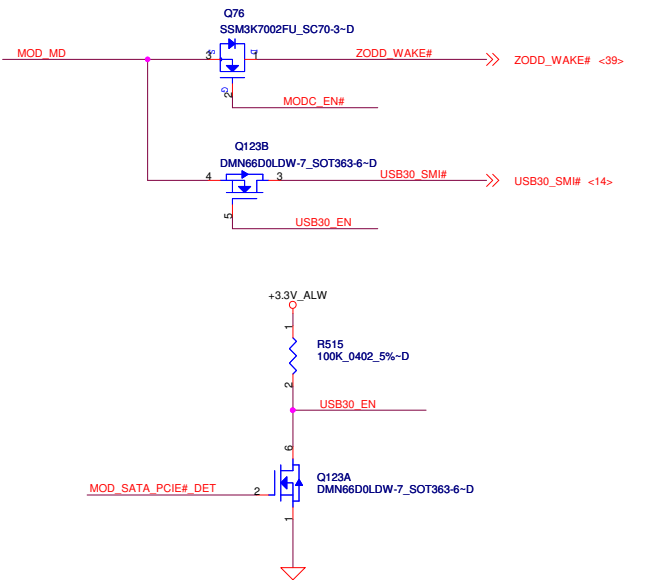 Q76
SSM3K7002FU_SC70-3~D
MOD_MD
3
S
D
1
ZODD_WAKE#
ZODD_WAKE# <39>
G
2
MODC_EN#
Q123B
DMN66D0LDW-7_SOT363-6~D
4
3
USB30_SMI#
USB30_SMI# <14>
5
USB30_EN
+3.3V_ALW
1
R515
100K_0402_5%~D
2
USB30_EN
6
Q123A
DMN66D0LDW-7_SOT363-6~D
MOD_SATA_PCIE#_DET
2
1